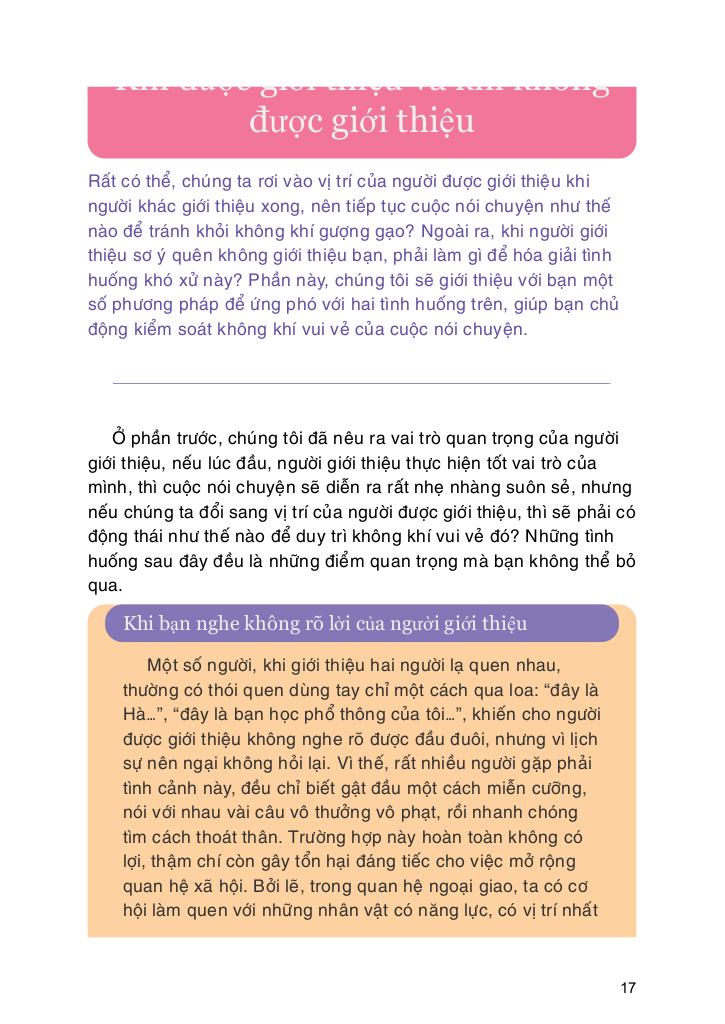 Khi được giới thiệu và khi không
được giới thiệu
Rất có thể, chúng ta rơi vào vị trí của người được giới thiệu khi
người khác giới thiệu xong, nên tiếp tục cuộc nói chuyện như thế
nào để tránh khỏi không khí gượng gạo? Ngoài ra, khi người giới
thiệu sơ ý quên không giới thiệu bạn, phải làm gì để hóa giải tình
huống khó xử này? Phần này, chúng tôi sẽ giới thiệu với bạn một
số phương pháp để ứng phó với hai tình huống trên, giúp bạn chủ
động kiểm soát không khí vui vẻ của cuộc nói chuyện.
Ở phần trước, chúng tôi đã nêu ra vai trò quan trọng của người
giới thiệu, nếu lúc đầu, người giới thiệu thực hiện tốt vai trò của
mình, thì cuộc nói chuyện sẽ diễn ra rất nhẹ nhàng suôn sẻ, nhưng
nếu chúng ta đổi sang vị trí của người được giới thiệu, thì sẽ phải có
động thái như thế nào để duy trì không khí vui vẻ đó? Những tình
huống sau đây đều là những điểm quan trọng mà bạn không thể bỏ
qua.
Khi bạn nghe không rõ lời của người giới thiệu
Một số người, khi giới thiệu hai người lạ quen nhau,
thường có thói quen dùng tay chỉ một cách qua loa: “đây là
Hà…”, “đây là bạn học phổ thông của tôi…”, khiến cho người
được giới thiệu không nghe rõ được đầu đuôi, nhưng vì lịch
sự nên ngại không hỏi lại. Vì thế, rất nhiều người gặp phải
tình cảnh này, đều chỉ biết gật đầu một cách miễn cưỡng,
nói với nhau vài câu vô thưởng vô phạt, rồi nhanh chóng
tìm cách thoát thân. Trường hợp này hoàn toàn không có
lợi, thậm chí còn gây tổn hại đáng tiếc cho việc mở rộng
quan hệ xã hội. Bởi lẽ, trong quan hệ ngoại giao, ta có cơ
hội làm quen với những nhân vật có năng lực, có vị trí nhất
17